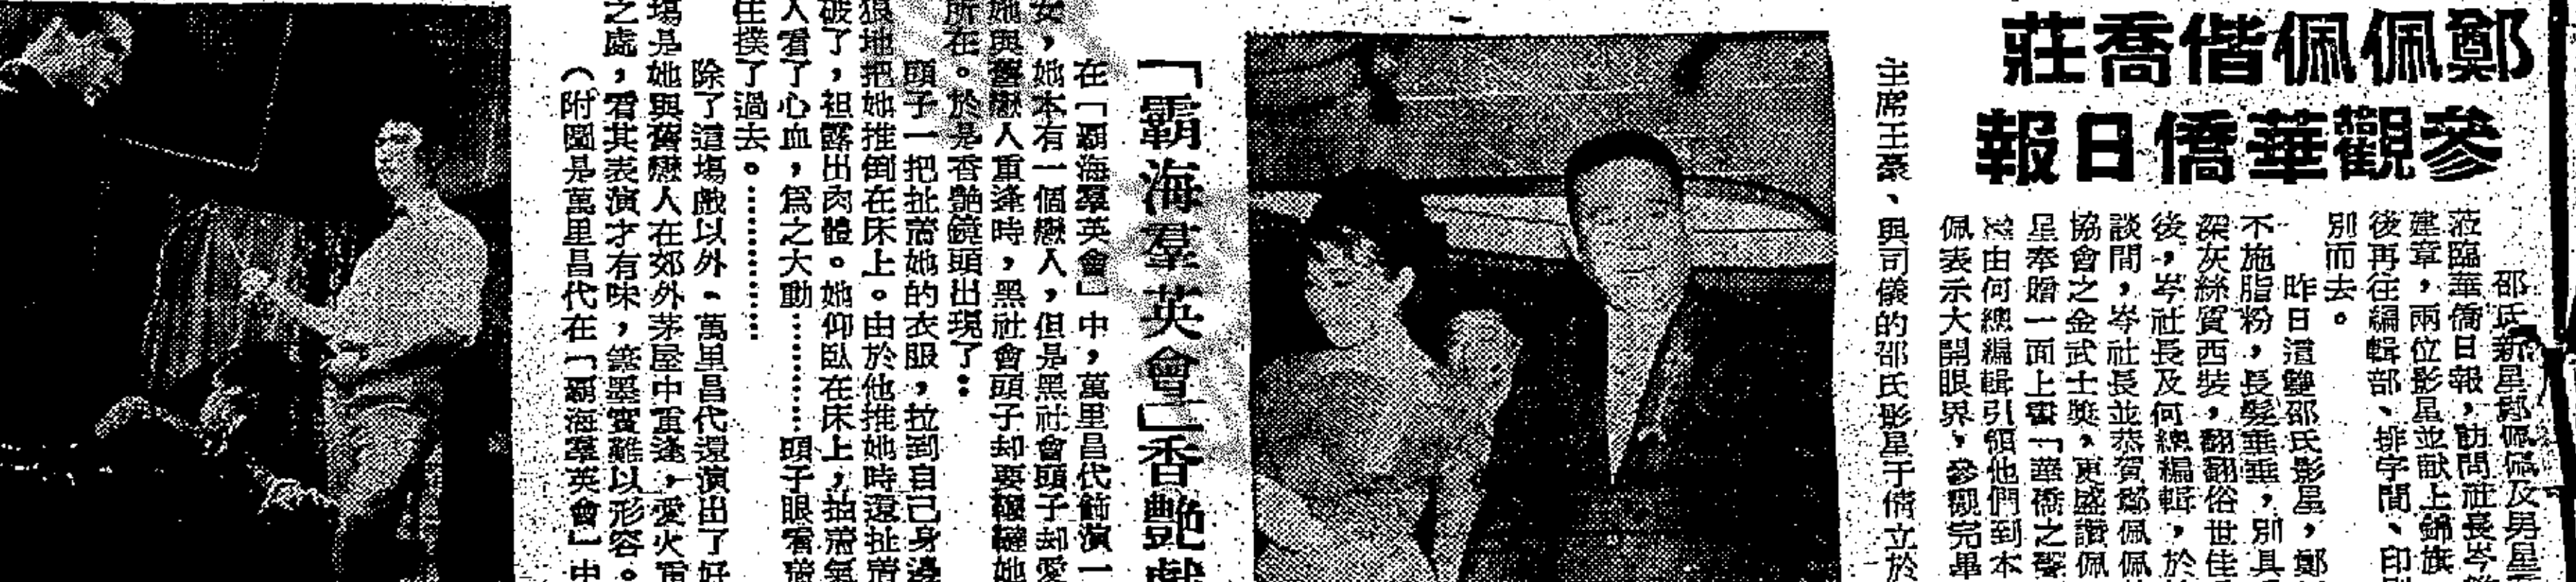 鄭佩佩偕喬莊
參觀華僑日報
邵氏新星鄭佩佩及男星
蒞臨華僑日報，訪問社長岑
建章，兩位影星並献上錦旗
後再往編輯部、排字間、印
別而去。
昨日這雙邵氏影星，鄭
不施脂粉，長髮垂垂，別具
深灰絲質西裝，翩翩俗世佳
後，岑社長及何總編輯，於
談間，岑社長並恭賀鄭佩佩
協會之金武士獎，更盛讚佩
星奉贈一面上書「華僑之聲
由何總編輯引領他們到本
佩表示大開眼界，參觀完畢
主席王豪、與司儀的邵氏影星于倩立於
「霸海羣英會」香艷戲
在「霸海羣英會」中，萬里昌代飾演一
女，她本有一個戀人，但是黑社會頭子却愛
她與舊戀人重逢時，黑社會頭子却要蹂躪她
所在。於是香艷鏡頭出現了：
頭子一把扯着她的衣服，拉到自己身邊
狠地把她推倒在床上。由於他推她時還扯着
破了，袒露出肉體。她仰臥在床上，抽着氣
人看了心血，為之大動…………頭子眼看着
住撲了過去。…………
除了這場戲以外，萬里昌代還演出了好
場是她與舊戀人在郊外茅屋中重逢，愛火重
之處，看其表演才有味，筆墨實難以形容。
（附圖是萬里昌代在「霸海羣英會」中